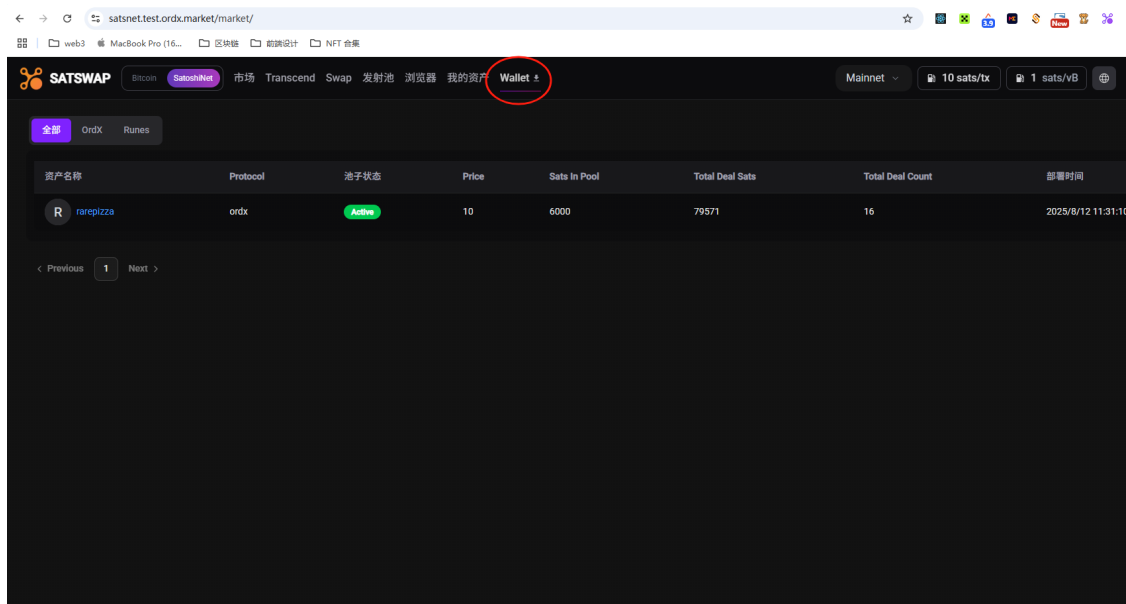 satsnet.test.ordx.market/market/
3.9
New
web3 MacBook Pro (16... 区块链 前端设计 NFT 合集
SATSWAP Bitcoin SatoshiNet 市场 Transcend Swap 发射池 浏览器 我的资产 Wallet Mainnet 10 sats/tx 1 sats/vB
全部 OrdX Runes
资产名称 Protocol 池子状态 Price Sats In Pool Total Deal Sats Total Deal Count 部署时间
R rarepizza ordx Active 10 6000 79571 16 2025/8/12 11:31:10
< Previous 1 Next >